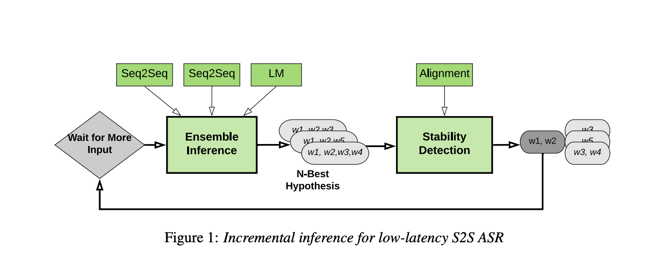 Seq2Seq
Seq2Seq
LM
Alignment
Wait for More
Input
Ensemble
Inference
w1, w2,w3
w1, w2,w5
w1, w2,w3,w4
N-Best
Hypothesis
Stability
Detection
w1, w2
w3
w5
w3, w4
Figure 1: Incremental inference for low-latency S2S ASR